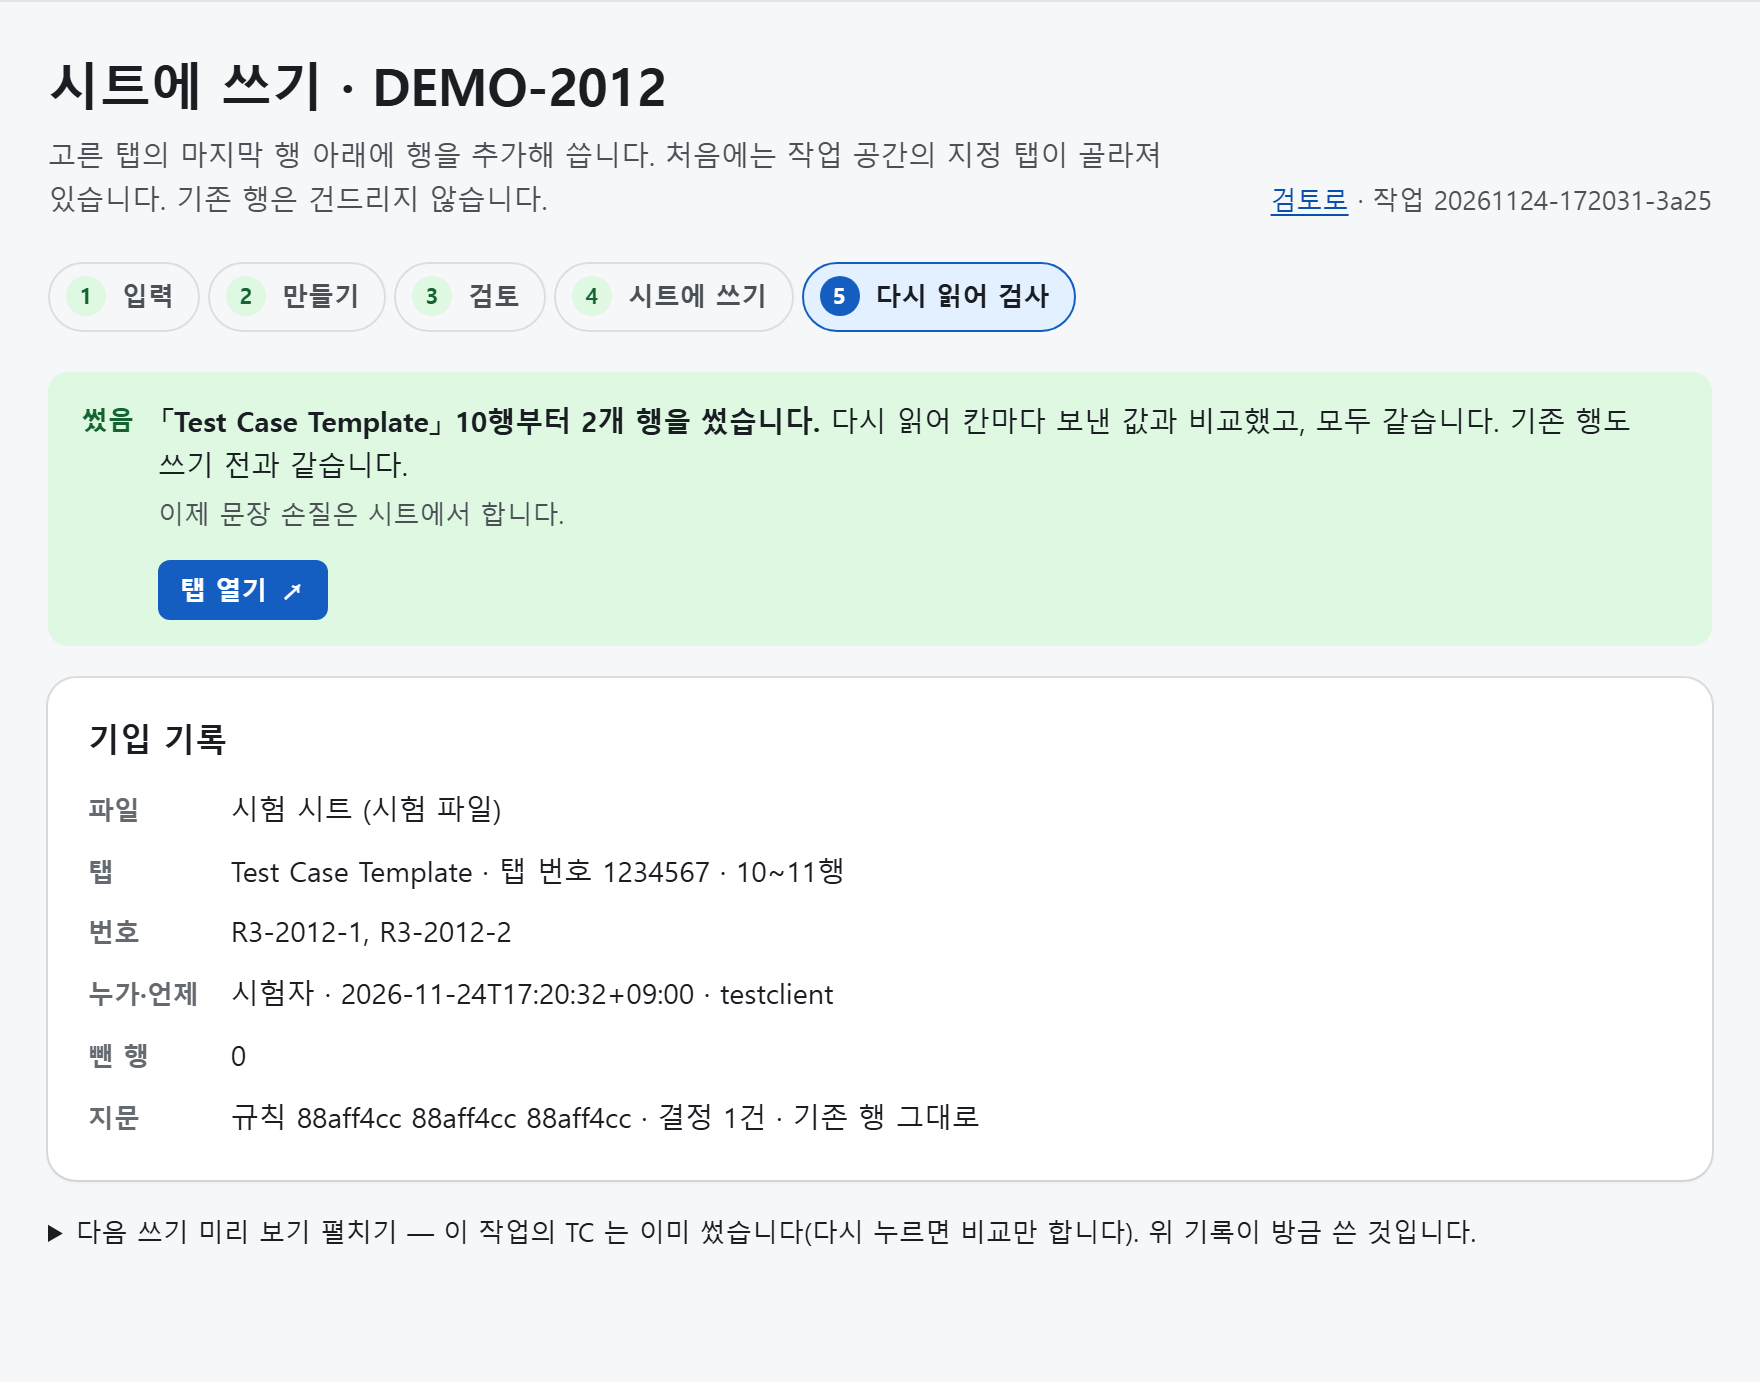 시트에 쓰기 · DEMO-2012
고른 탭의 마지막 행 아래에 행을 추가해 씁니다. 처음에는 작업 공간의 지정 탭이 골라져
있습니다. 기존 행은 건드리지 않습니다.
검토로 · 작업 20261124-172031-3a25
1 입력 2 만들기 3 검토 4 시트에 쓰기 5 다시 읽어 검사
썼음 「Test Case Template」 10행부터 2개 행을 썼습니다. 다시 읽어 칸마다 보낸 값과 비교했고, 모두 같습니다. 기존 행도
쓰기 전과 같습니다.
이제 문장 손질은 시트에서 합니다.
탭 열기 ↗
기입 기록
파일 시험 시트 (시험 파일)
탭 Test Case Template · 탭 번호 1234567 · 10~11행
번호 R3-2012-1, R3-2012-2
누가·언제 시험자 · 2026-11-24T17:20:32+09:00 · testclient
뺀 행 0
지문 규칙 88aff4cc 88aff4cc 88aff4cc · 결정 1건 · 기존 행 그대로
▶ 다음 쓰기 미리 보기 펼치기 — 이 작업의 TC 는 이미 썼습니다(다시 누르면 비교만 합니다). 위 기록이 방금 쓴 것입니다.